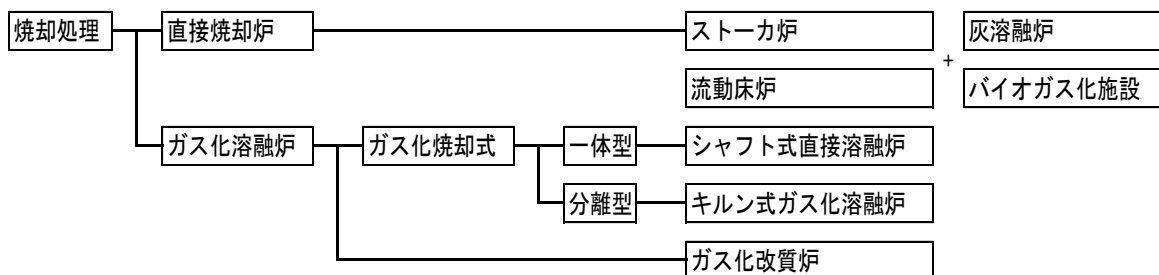 焼却処理
直接焼却炉
ストーカ炉
灰溶融炉
+
流動床炉
バイオガス化施設
ガス化溶融炉
ガス化焼却式
一体型
シャフト式直接溶融炉
分離型
キルン式ガス化溶融炉
ガス化改質炉